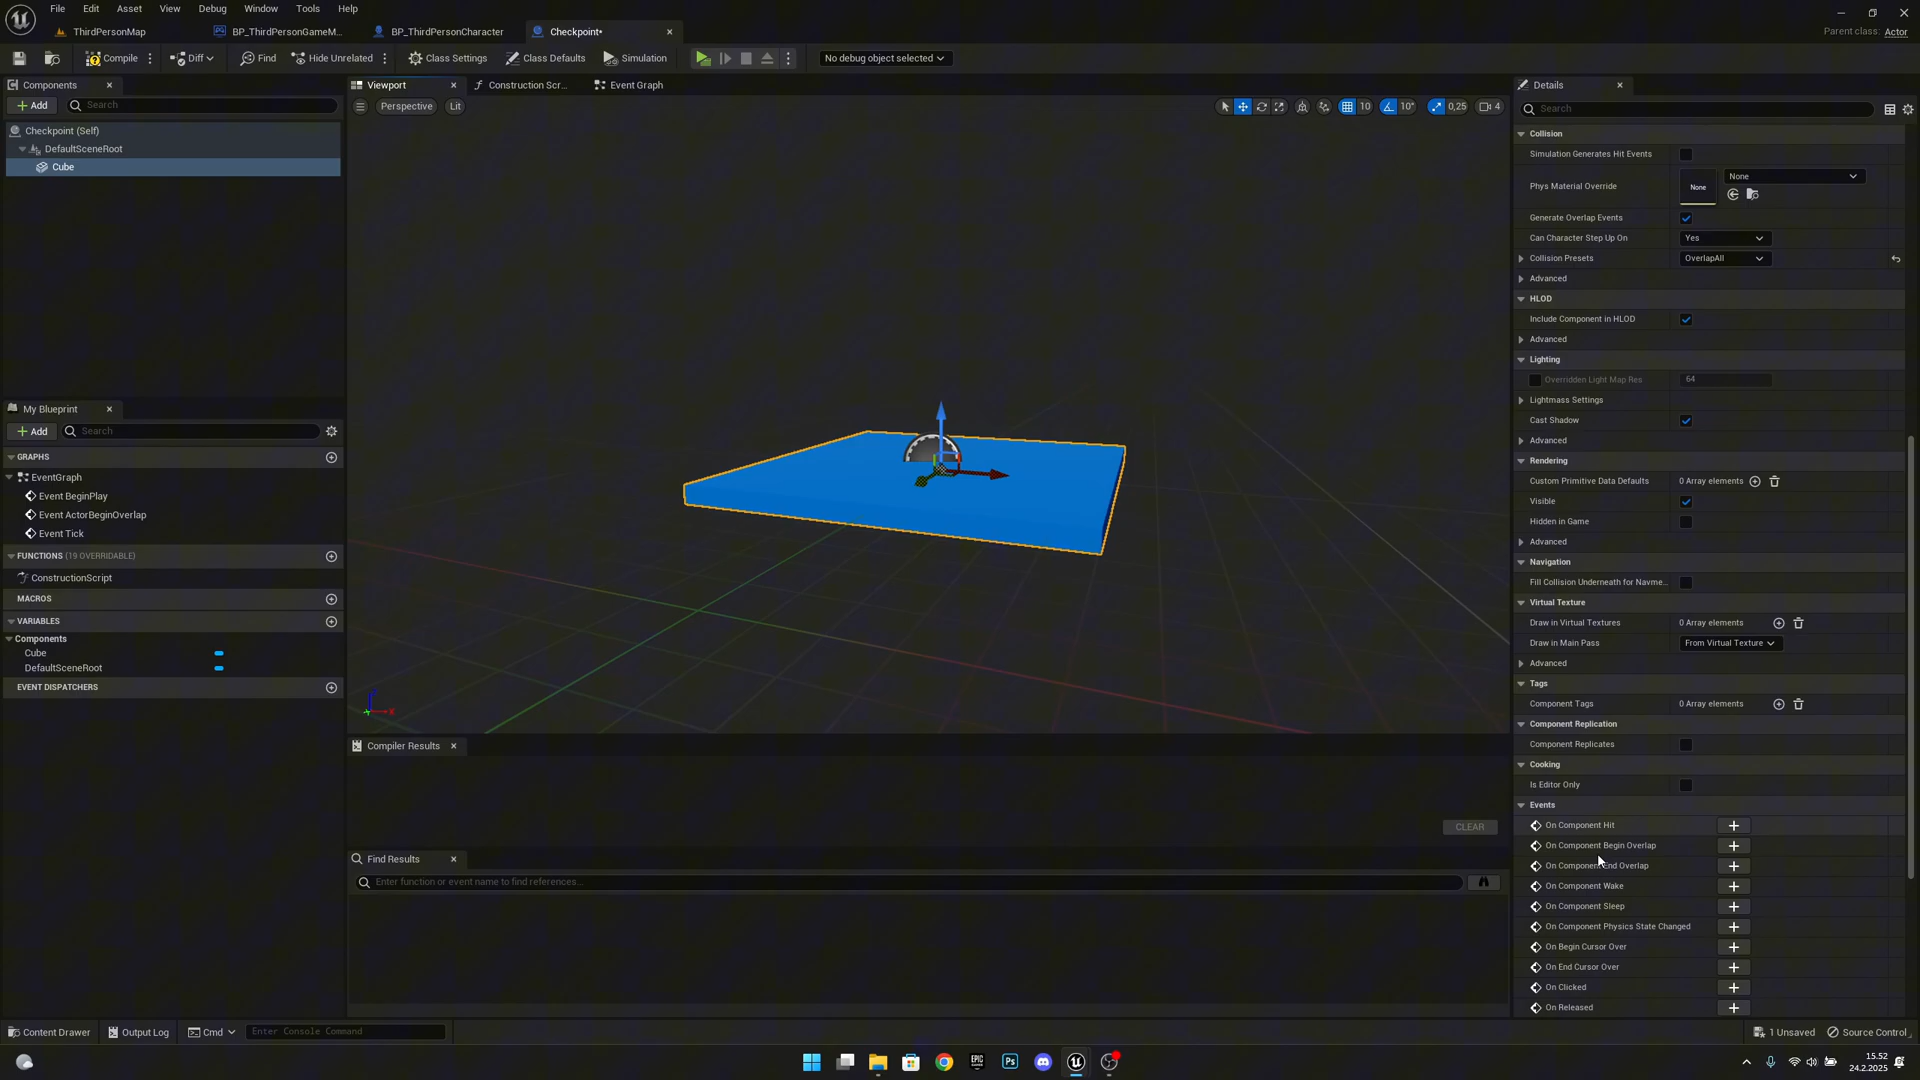 File Edit Asset View Debug Window Tools Help
ThirdPersonMap BP_ThirdPersonGameM... BP_ThirdPersonCharacter Checkpoint•
Parent class: Actor
Compile Diff Find Hide Unrelated Class Settings Class Defaults Simulation No debug object selected
Components
Add Search
Checkpoint (Self)
DefaultSceneRoot
Cube
My Blueprint
Add Search
GRAPHS
EventGraph
Event BeginPlay
Event ActorBeginOverlap
Event Tick
FUNCTIONS (19 OVERRIDABLE)
ConstructionScript
MACROS
VARIABLES
Components
Cube
DefaultSceneRoot
EVENT DISPATCHERS
Viewport Construction Scr... Event Graph
Perspective Lit
10 10° 0,25 4
Compiler Results
CLEAR
Find Results
Enter function or event name to find references...
Details
Search
Collision
Simulation Generates Hit Events
Phys Material Override None None
Generate Overlap Events
Can Character Step Up On Yes
Collision Presets OverlapAll
Advanced
HLOD
Include Component in HLOD
Advanced
Lighting
Overridden Light Map Res 64
Lightmass Settings
Cast Shadow
Advanced
Rendering
Custom Primitive Data Defaults 0 Array elements
Visible
Hidden in Game
Advanced
Navigation
Fill Collision Underneath for Navme...
Virtual Texture
Draw in Virtual Textures 0 Array elements
Draw in Main Pass From Virtual Texture
Advanced
Tags
Component Tags 0 Array elements
Component Replication
Component Replicates
Cooking
Is Editor Only
Events
On Component Hit
On Component Begin Overlap
On Component End Overlap
On Component Wake
On Component Sleep
On Component Physics State Changed
On Begin Cursor Over
On End Cursor Over
On Clicked
On Released
Content Drawer Output Log Cmd Enter Console Command
1 Unsaved Source Control
EPIC GAMES Ps
15.52
24.2.2025